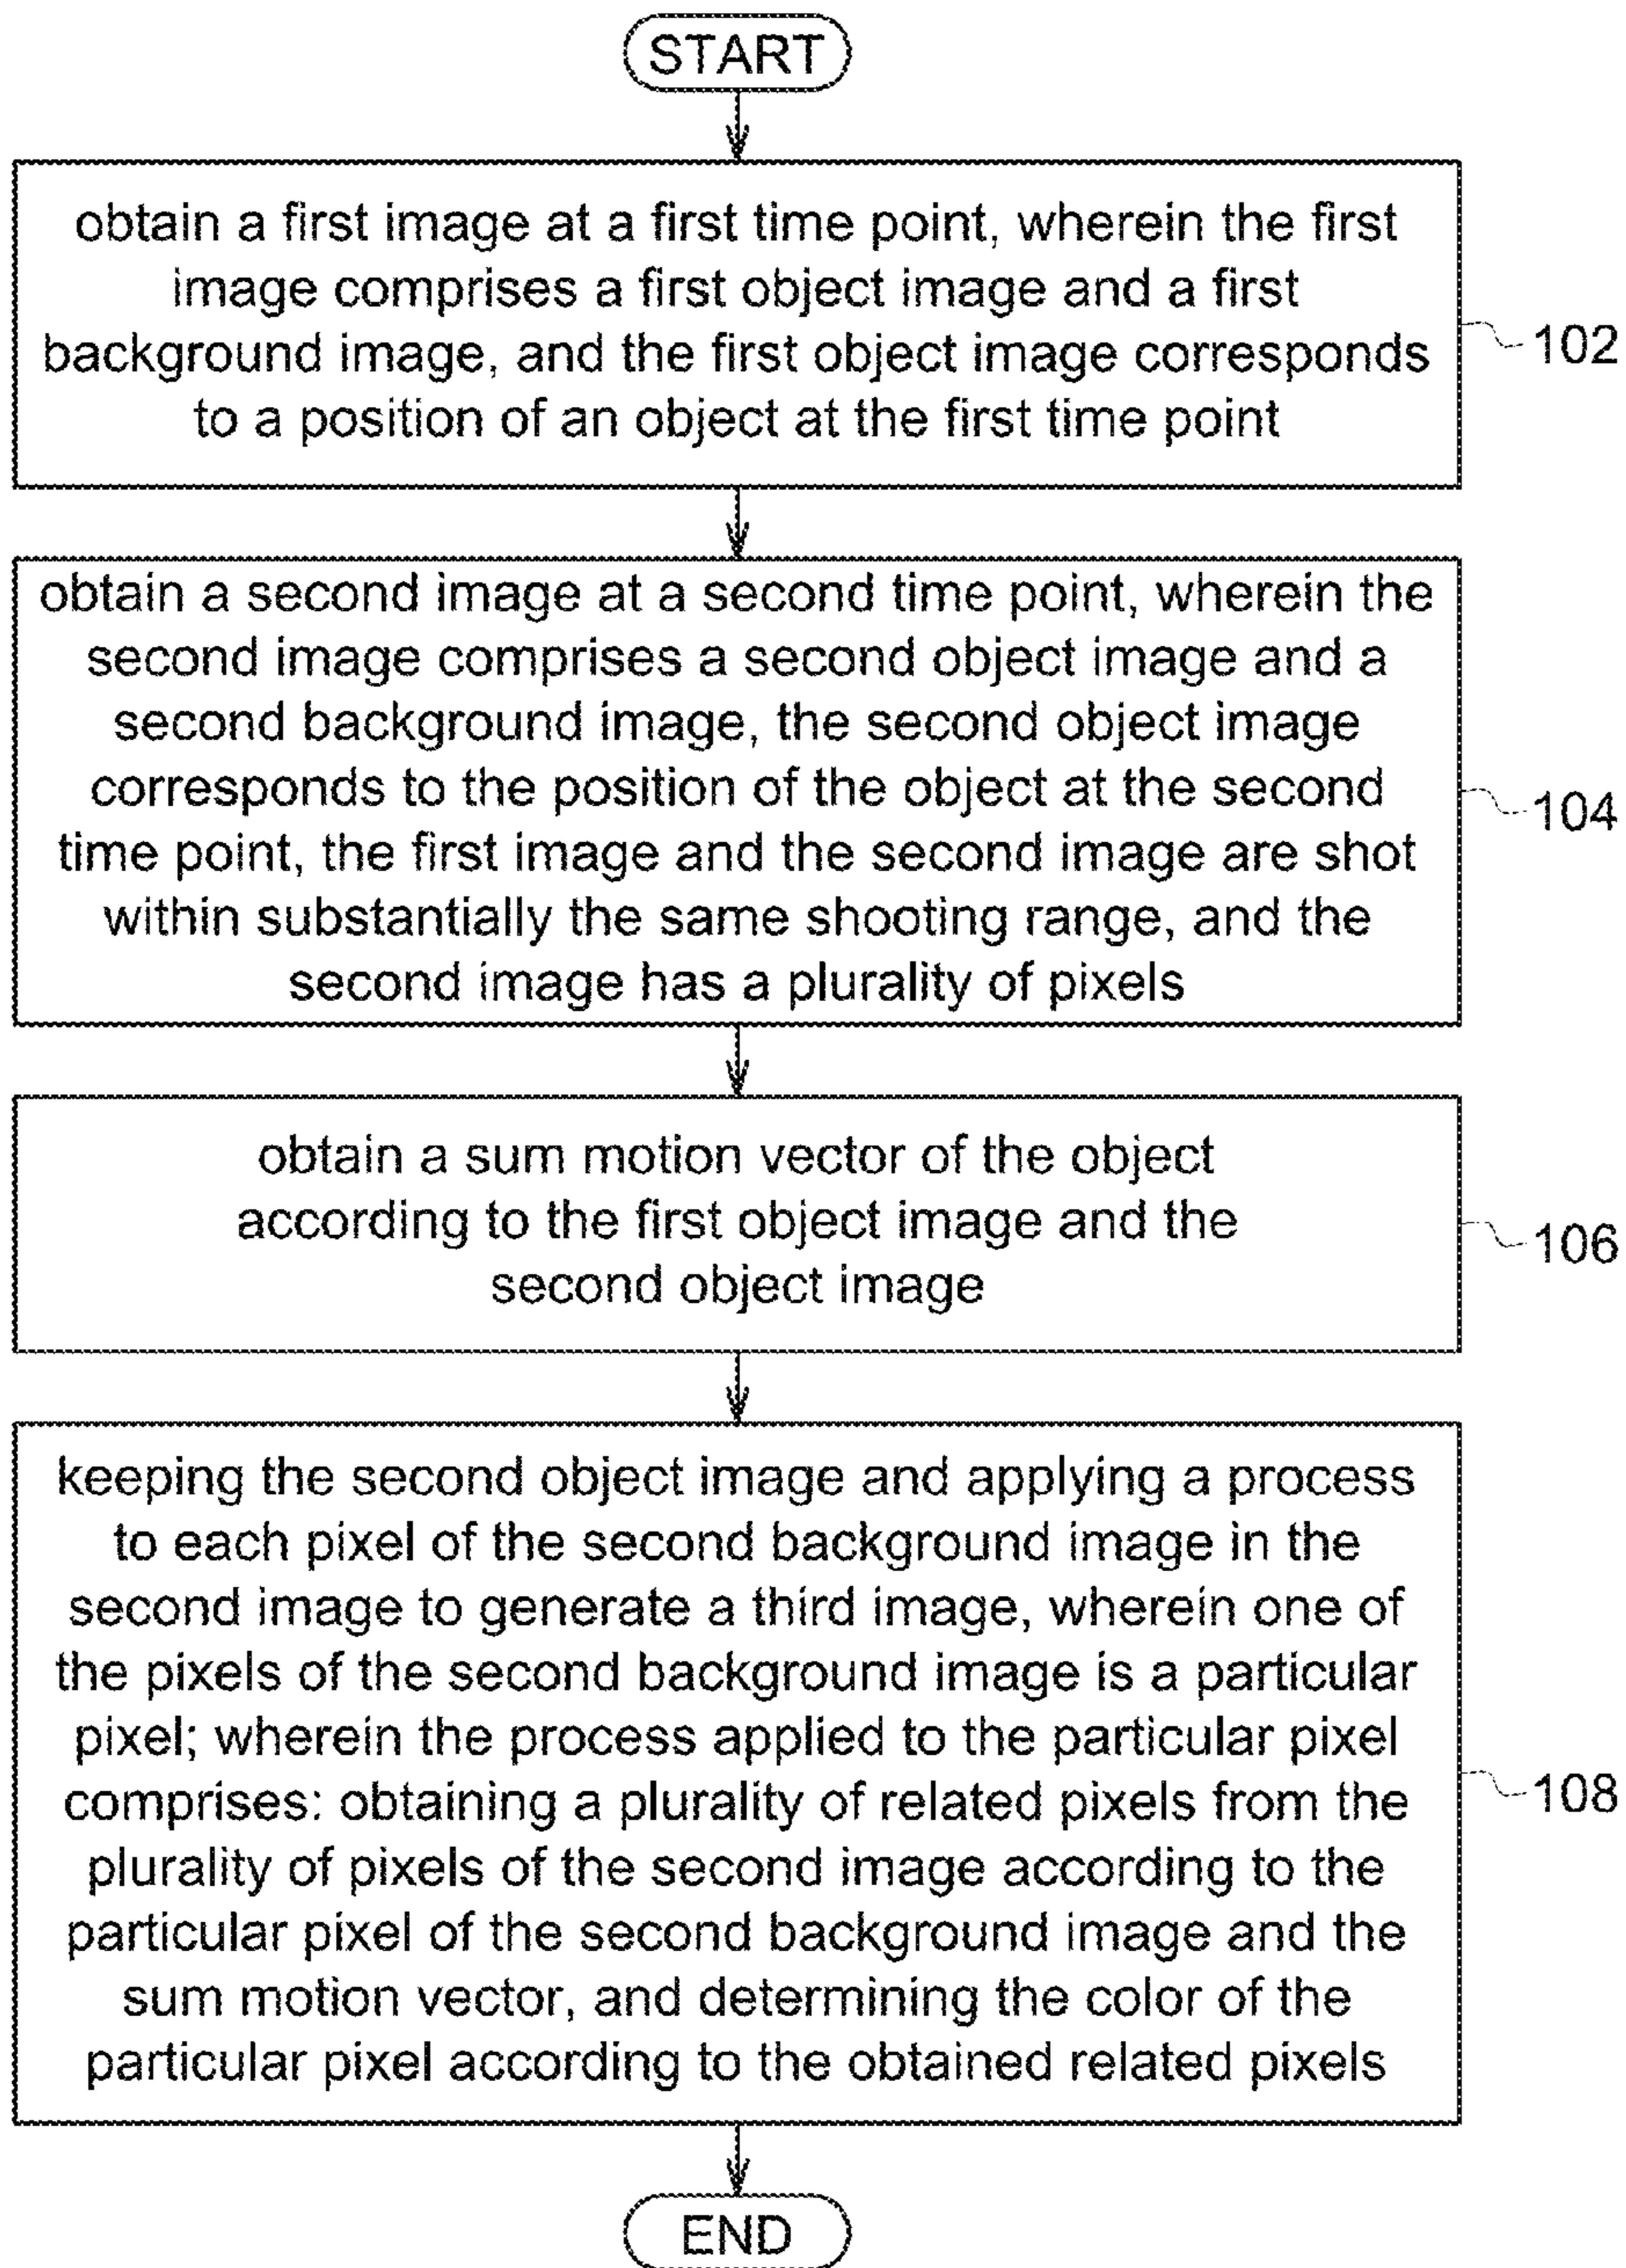 START
obtain a first image at a first time point, wherein the first
image comprises a first object image and a first
background image, and the first object image corresponds
to a position of an object at the first time point
102
obtain a second image at a second time point, wherein the
second image comprises a second object image and a
second background image, the second object image
corresponds to the position of the object at the second
time point, the first image and the second image are shot
within substantially the same shooting range, and the
second image has a plurality of pixels
104
obtain a sum motion vector of the object
according to the first object image and the
second object image
106
keeping the second object image and applying a process
to each pixel of the second background image in the
second image to generate a third image, wherein one of
the pixels of the second background image is a particular
pixel; wherein the process applied to the particular pixel
comprises: obtaining a plurality of related pixels from the
plurality of pixels of the second image according to the
particular pixel of the second background image and the
sum motion vector, and determining the color of the
particular pixel according to the obtained related pixels
108
END